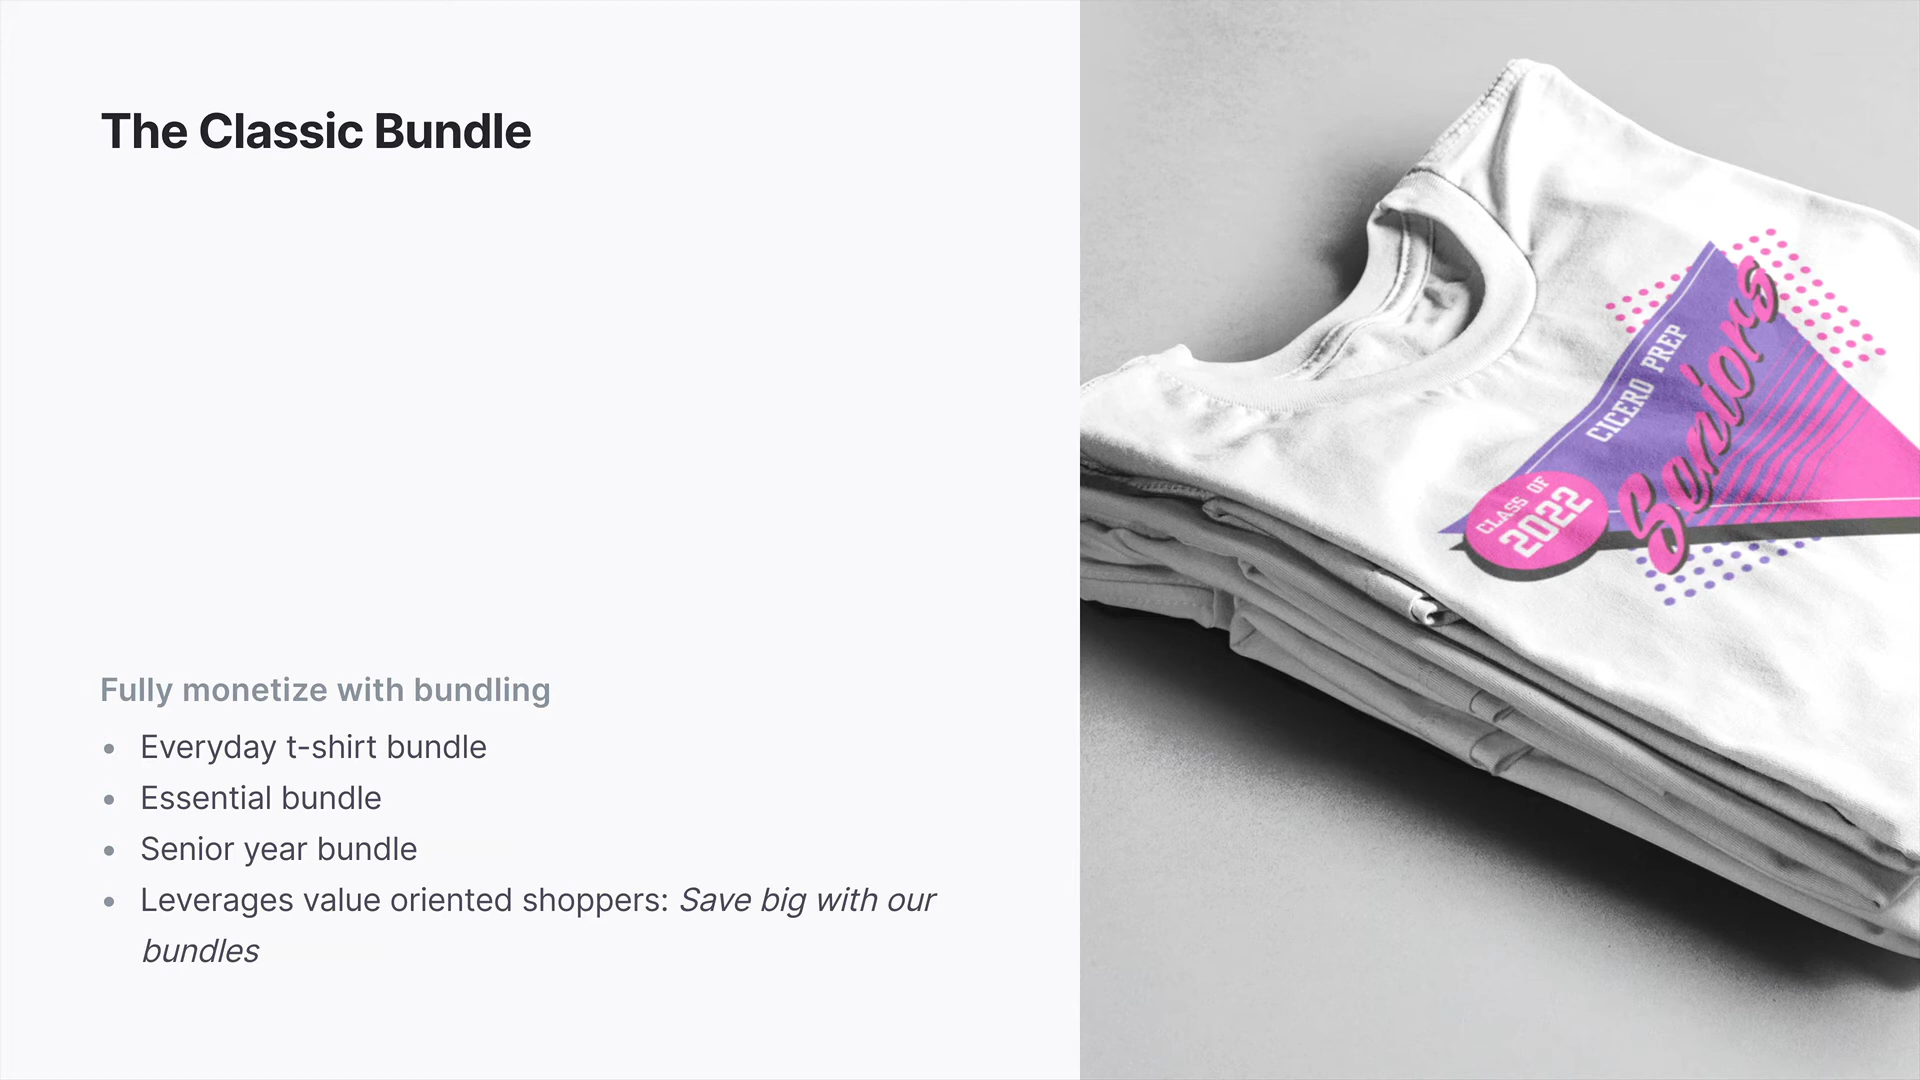 The Classic Bundle
Fully monetize with bundling
• Everyday t-shirt bundle
• Essential bundle
• Senior year bundle
• Leverages value oriented shoppers: Save big with our
bundles
CICERO PREP
Seniors
CLASS OF
2022